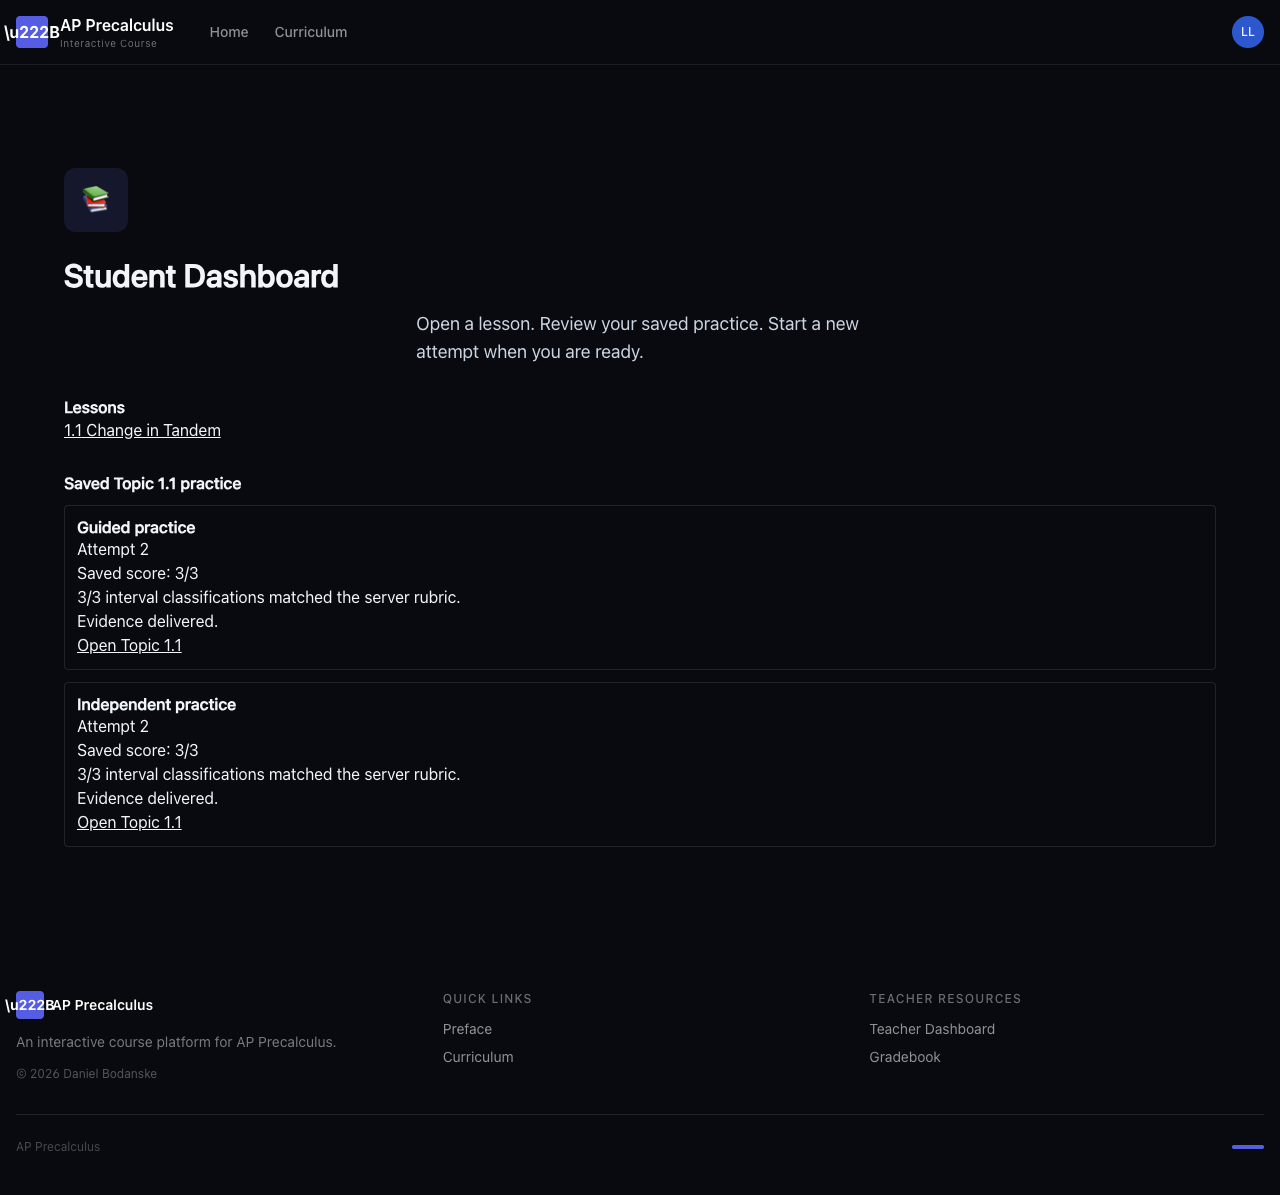 \u222B AP Precalculus
Interactive Course
Home
Curriculum
LL
Student Dashboard
Open a lesson. Review your saved practice. Start a new
attempt when you are ready.
Lessons
1.1 Change in Tandem
Saved Topic 1.1 practice
Guided practice
Attempt 2
Saved score: 3/3
3/3 interval classifications matched the server rubric.
Evidence delivered.
Open Topic 1.1
Independent practice
Attempt 2
Saved score: 3/3
3/3 interval classifications matched the server rubric.
Evidence delivered.
Open Topic 1.1
\u222B AP Precalculus
An interactive course platform for AP Precalculus.
© 2026 Daniel Bodanske
QUICK LINKS
Preface
Curriculum
TEACHER RESOURCES
Teacher Dashboard
Gradebook
AP Precalculus